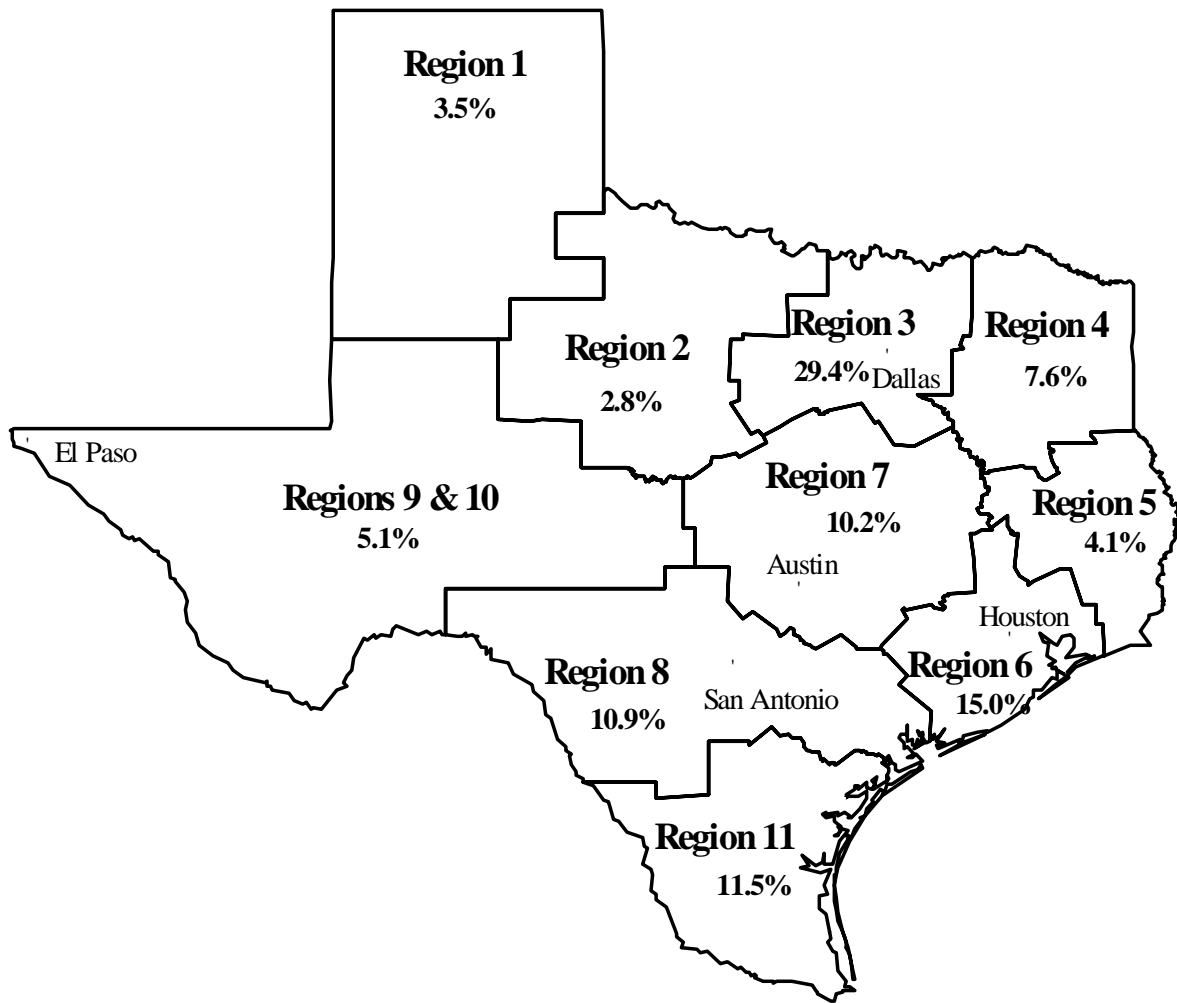 Region 1
3.5%
Region 3
Region 4
Region 2
29.4%
Dallas
7.6%
2.8%
El Paso
Region 7
Regions 9 & 10
Region 5
10.2%
5.1%
4.1%
Austin
Houston
Region 6
Region 8
San Antonio
15.0%
10.9%
Region 11
11.5%